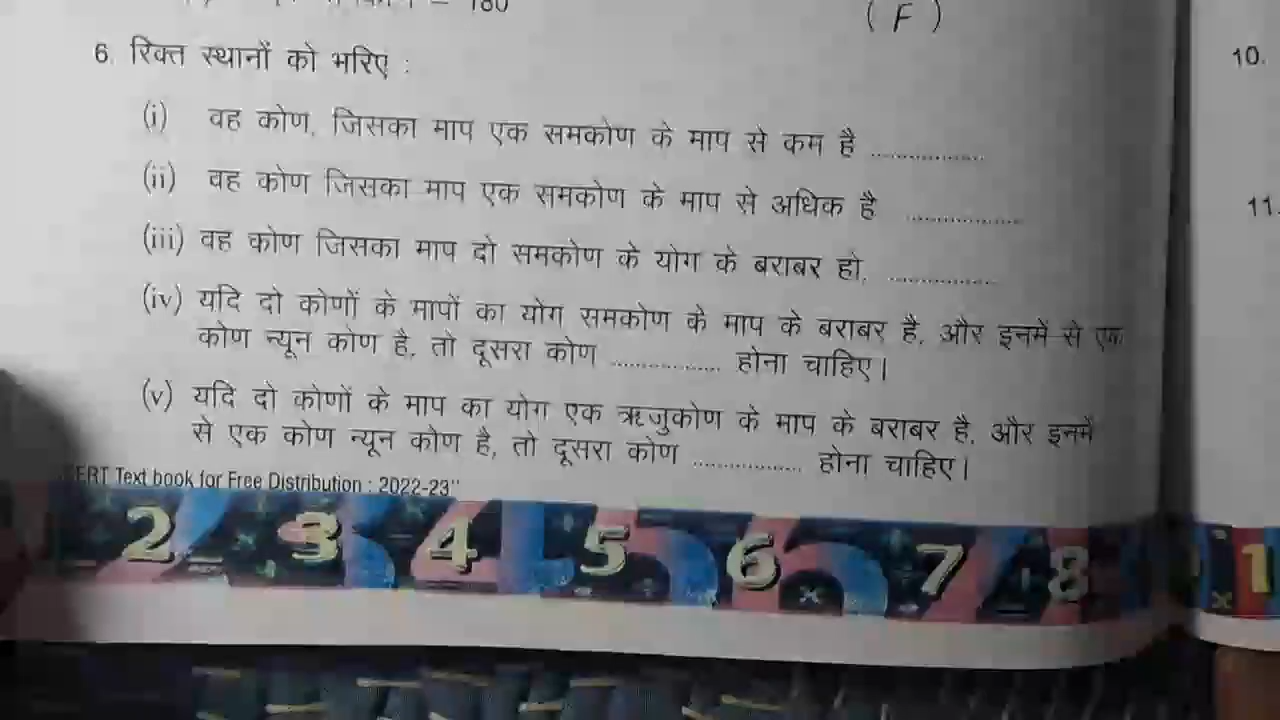 180
( F )
6. रिक्त स्थानों को भरिए :
(i) वह कोण, जिसका माप एक समकोण के माप से कम है ................
(ii) वह कोण जिसका माप एक समकोण के माप से अधिक है ................
(iii) वह कोण जिसका माप दो समकोण के योग के बराबर हो, ................
(iv) यदि दो कोणों के मापों का योग समकोण के माप के बराबर है, और इनमें से एक
कोण न्यून कोण है, तो दूसरा कोण ................ होना चाहिए।
(v) यदि दो कोणों के माप का योग एक ऋजुकोण के माप के बराबर है, और इनमें
से एक कोण न्यून कोण है, तो दूसरा कोण ................ होना चाहिए।
ERT Text book for Free Distribution : 2022-23"
2 3 4 5 6 7 8
10.
11.
1